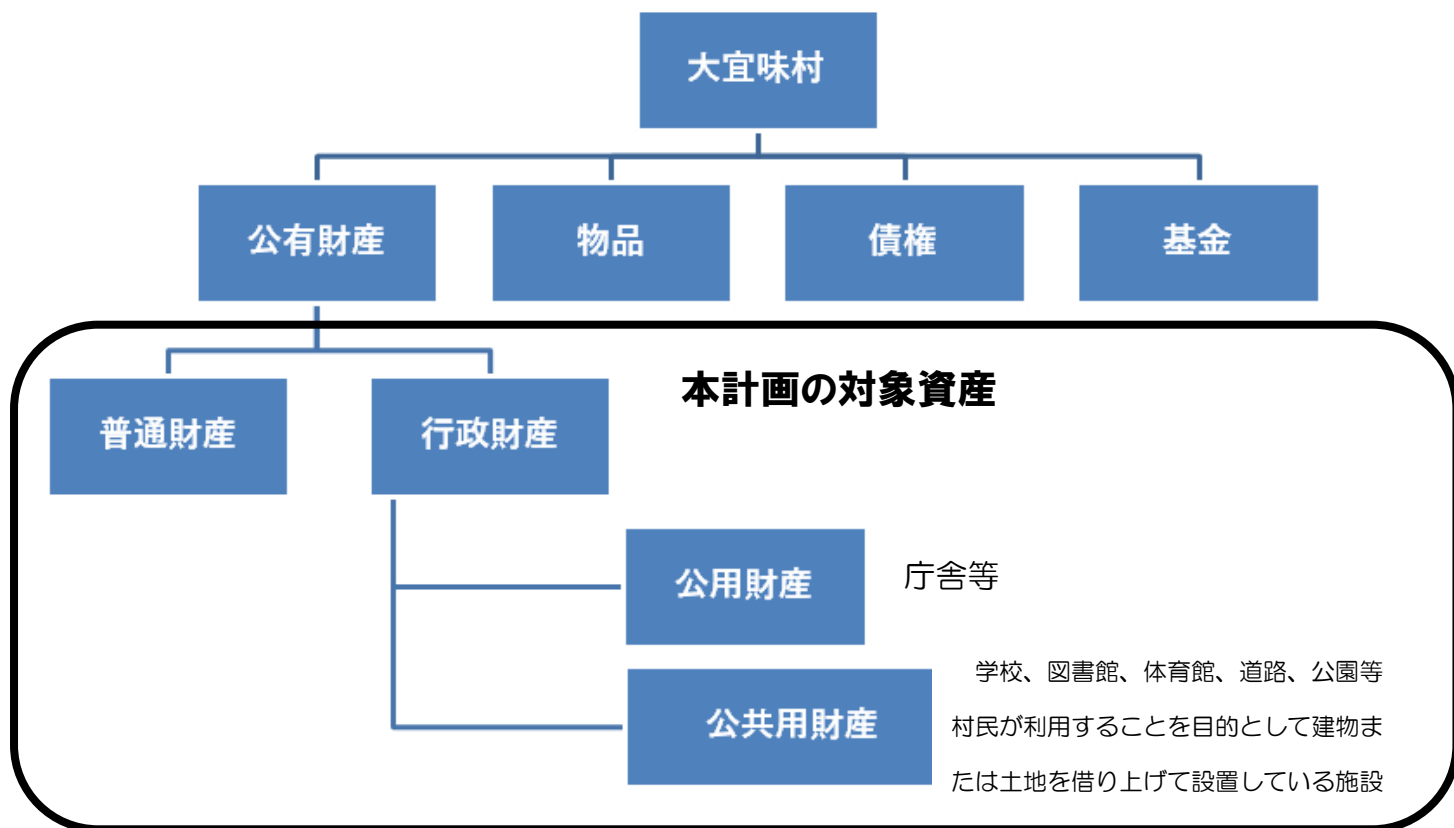 大宜味村
公有財産
物品
債権
基金
本計画の対象資産
普通財産
行政財産
公用財産
庁舎等
公共用財産
学校、図書館、体育館、道路、公園等
村民が利用することを目的として建物ま
たは土地を借り上げて設置している施設